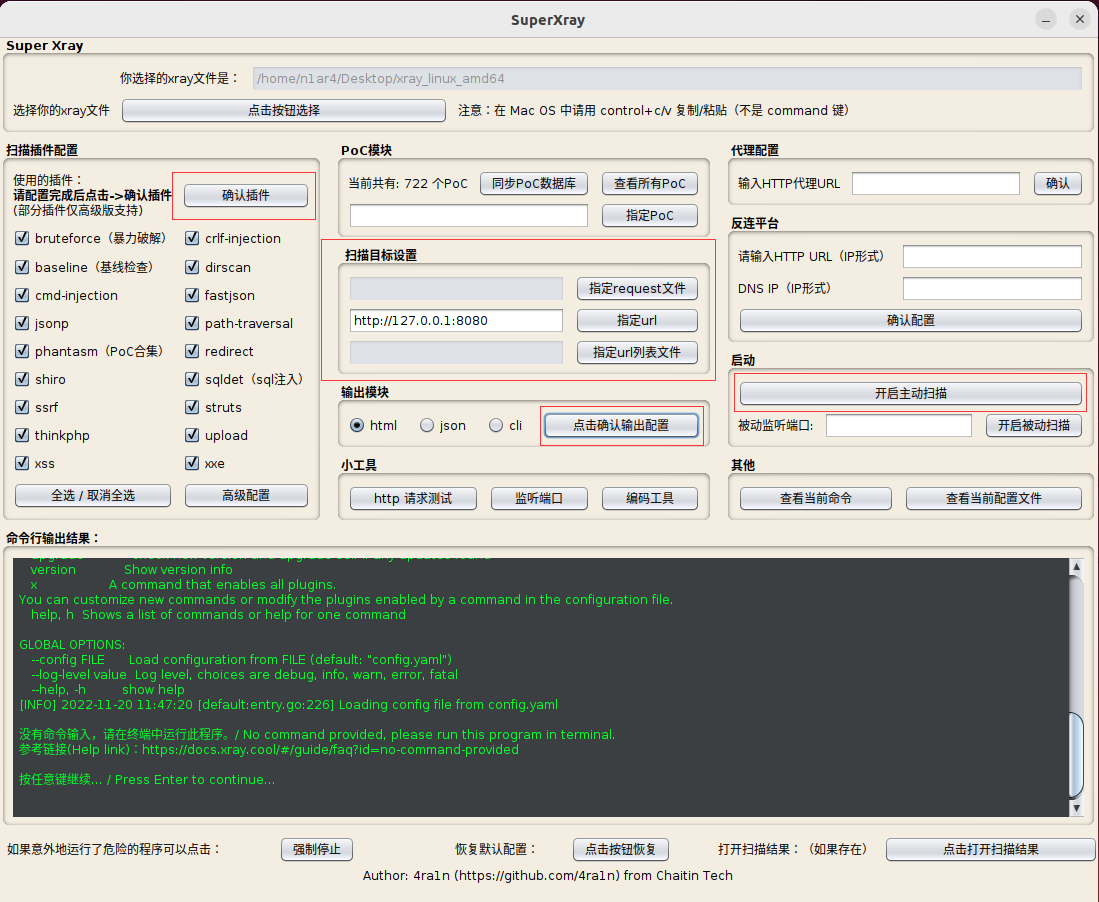 SuperXray
Super Xray
你选择的xray文件是：
/home/n1ar4/Desktop/xray_linux_amd64
选择你的xray文件
点击按钮选择
注意：在 Mac OS 中请用 control+c/v 复制/粘贴（不是 command 键）
扫描插件配置
使用的插件：
请配置完成后点击->确认插件
(部分插件仅高级版支持)
确认插件
bruteforce（暴力破解）
crlf-injection
baseline（基线检查）
dirscan
cmd-injection
fastjson
jsonp
path-traversal
phantasm（PoC合集）
redirect
shiro
sqldet（sql注入）
ssrf
struts
thinkphp
upload
xss
xxe
全选 / 取消全选
高级配置
PoC模块
当前共有: 722 个PoC
同步PoC数据库
查看所有PoC
指定PoC
扫描目标设置
指定request文件
http://127.0.0.1:8080
指定url
指定url列表文件
输出模块
html
json
cli
点击确认输出配置
小工具
http 请求测试
监听端口
编码工具
代理配置
输入HTTP代理URL
确认
反连平台
请输入HTTP URL（IP形式）
DNS IP（IP形式）
确认配置
启动
开启主动扫描
被动监听端口:
开启被动扫描
其他
查看当前命令
查看当前配置文件
命令行输出结果：
version Show version info
x A command that enables all plugins.
You can customize new commands or modify the plugins enabled by a command in the configuration file.
help, h Shows a list of commands or help for one command
GLOBAL OPTIONS:
--config FILE Load configuration from FILE (default: "config.yaml")
--log-level value Log level, choices are debug, info, warn, error, fatal
--help, -h show help
[INFO] 2022-11-20 11:47:20 [default:entry.go:226] Loading config file from config.yaml
没有命令输入，请在终端中运行此程序。/ No command provided, please run this program in terminal.
参考链接(Help link)：https://docs.xray.cool/#/guide/faq?id=no-command-provided
按任意键继续... / Press Enter to continue...
如果意外地运行了危险的程序可以点击：
强制停止
恢复默认配置：
点击按钮恢复
打开扫描结果：（如果存在）
点击打开扫描结果
Author: 4ra1n (https://github.com/4ra1n) from Chaitin Tech